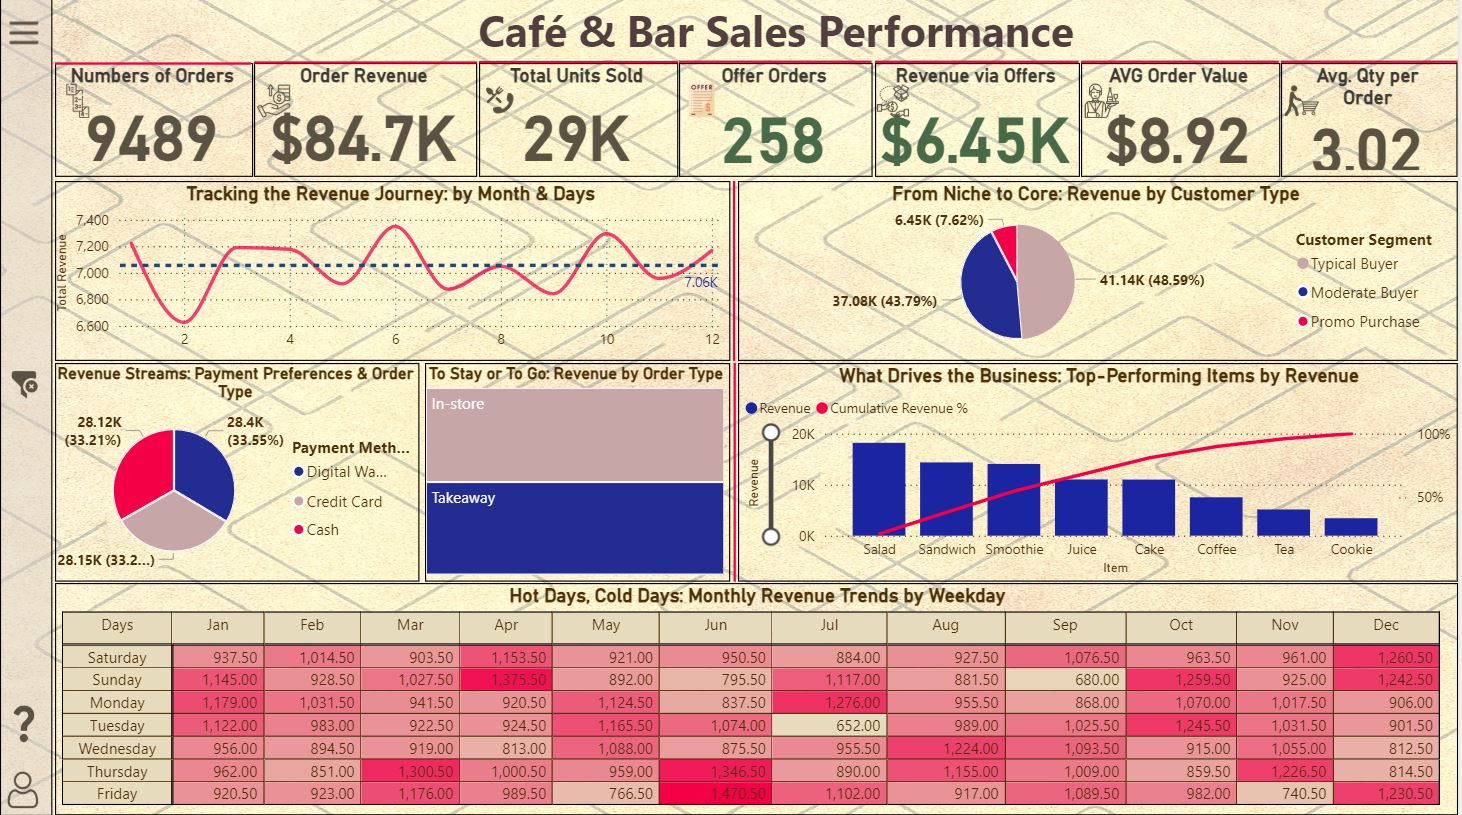 Café & Bar Sales Performance
Numbers of Orders
9489
Order Revenue
$84.7K
Total Units Sold
29K
OFFER
Offer Orders
258
Revenue via Offers
$6.45K
AVG Order Value
$8.92
Avg. Qty per
Order
3.02
Tracking the Revenue Journey: by Month & Days
Total Revenue
7,400
7,200
7,000
6,800
6,600
7.06K
2 4 6 8 10 12
From Niche to Core: Revenue by Customer Type
6.45K (7.62%)
37.08K (43.79%)
41.14K (48.59%)
Customer Segment
Typical Buyer
Moderate Buyer
Promo Purchase
Revenue Streams: Payment Preferences & Order
Type
28.12K
(33.21%)
28.4K
(33.55%)
28.15K (33.2...)
Payment Meth...
Digital Wa...
Credit Card
Cash
To Stay or To Go: Revenue by Order Type
In-store
Takeaway
What Drives the Business: Top-Performing Items by Revenue
Revenue Cumulative Revenue %
Revenue
20K
10K
0K
100%
50%
Salad Sandwich Smoothie Juice Cake Coffee Tea Cookie
Item
Hot Days, Cold Days: Monthly Revenue Trends by Weekday
Days Jan Feb Mar Apr May Jun Jul Aug Sep Oct Nov Dec
Saturday 937.50 1,014.50 903.50 1,153.50 921.00 950.50 884.00 927.50 1,076.50 963.50 961.00 1,260.50
Sunday 1,145.00 928.50 1,027.50 1,375.50 892.00 795.50 1,117.00 881.50 680.00 1,259.50 925.00 1,242.50
Monday 1,179.00 1,031.50 941.50 920.50 1,124.50 837.50 1,276.00 955.50 868.00 1,070.00 1,017.50 906.00
Tuesday 1,122.00 983.00 922.50 924.50 1,165.50 1,074.00 652.00 989.00 1,025.50 1,245.50 1,031.50 901.50
Wednesday 956.00 894.50 919.00 813.00 1,088.00 875.50 955.50 1,224.00 1,093.50 915.00 1,055.00 812.50
Thursday 962.00 851.00 1,300.50 1,000.50 959.00 1,346.50 890.00 1,155.00 1,009.00 859.50 1,226.50 814.50
Friday 920.50 923.00 1,176.00 989.50 766.50 1,470.50 1,102.00 917.00 1,089.50 982.00 740.50 1,230.50
?